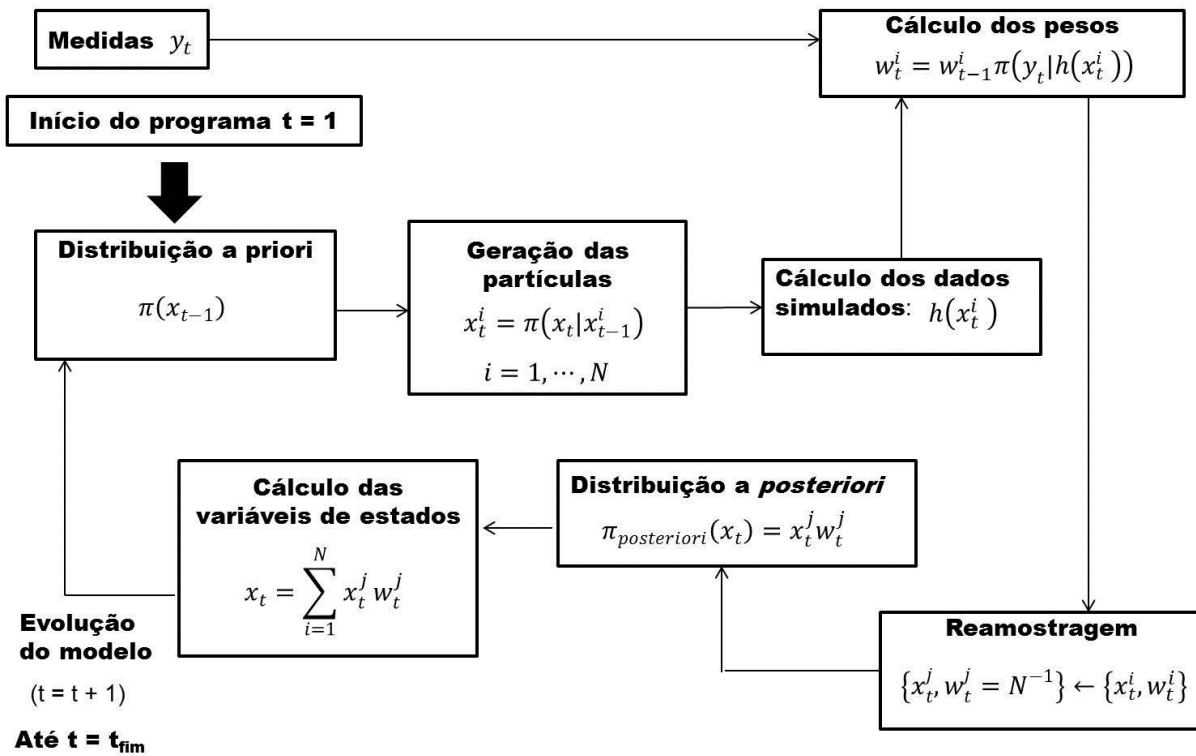 Medidas y_t
Cálculo dos pesos
w_t^i = w_{t-1}^i π(y_t|h(x_t^i))
Início do programa t = 1
Distribuição a priori
π(x_{t-1})
Geração das
partículas
x_t^i = π(x_t|x_{t-1}^i)
i = 1, ⋯ , N
Cálculo dos dados
simulados: h(x_t^i)
Cálculo das
variáveis de estados
x_t = ∑_{i=1}^{N} x_t^j w_t^j
Distribuição a posteriori
π_{posteriori}(x_t) = x_t^j w_t^j
Reamostragem
{x_t^j, w_t^j = N^{-1}} ← {x_t^i, w_t^i}
Evolução
do modelo
(t = t + 1)
Até t = t_{fim}